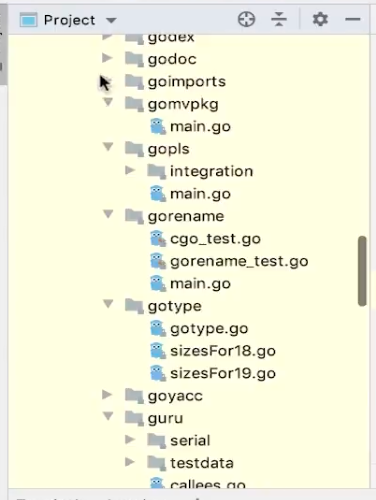 Project
godex
godoc
goimports
gomvpkg
main.go
gopls
integration
main.go
gorename
cgo_test.go
gorename_test.go
main.go
gotype
gotype.go
sizesFor18.go
sizesFor19.go
goyacc
guru
serial
testdata
callees.go